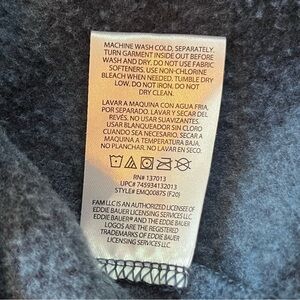 MACHINE WASH COLD, SEPARATELY.
TURN GARMENT INSIDE OUT BEFORE
WASH AND DRY. DO NOT USE FABRIC
SOFTENERS. USE NON-CHLORINE
BLEACH WHEN NEEDED. TUMBLE DRY
LOW. DO NOT IRON. DO NOT
DRY CLEAN.
LAVAR A MAQUINA CON AGUA FRIA,
POR SEPARADO. LAVAR Y SECAR DEL
REVÉS. NO USAR SUAVIZANTES.
USAR BLANQUEADOR SIN CLORO
CUANDO SEA NECESARIO. SECAR A
MAQUINA A TEMPERATURA BAJA.
NO PLANCHAR. NO LAVAR EN SECO.
RN# 137013
UPC# 745934132013
STYLE# EMQ0087S (F20)
FAM LLC IS AN AUTHORIZED LICENSEE OF
EDDIE BAUER LICENSING SERVICES LLC.
EDDIE BAUER® AND THE EDDIE BAUER
LOGOS ARE THE REGISTERED
TRADEMARKS OF EDDIE BAUER
LICENSING SERVICES LLC